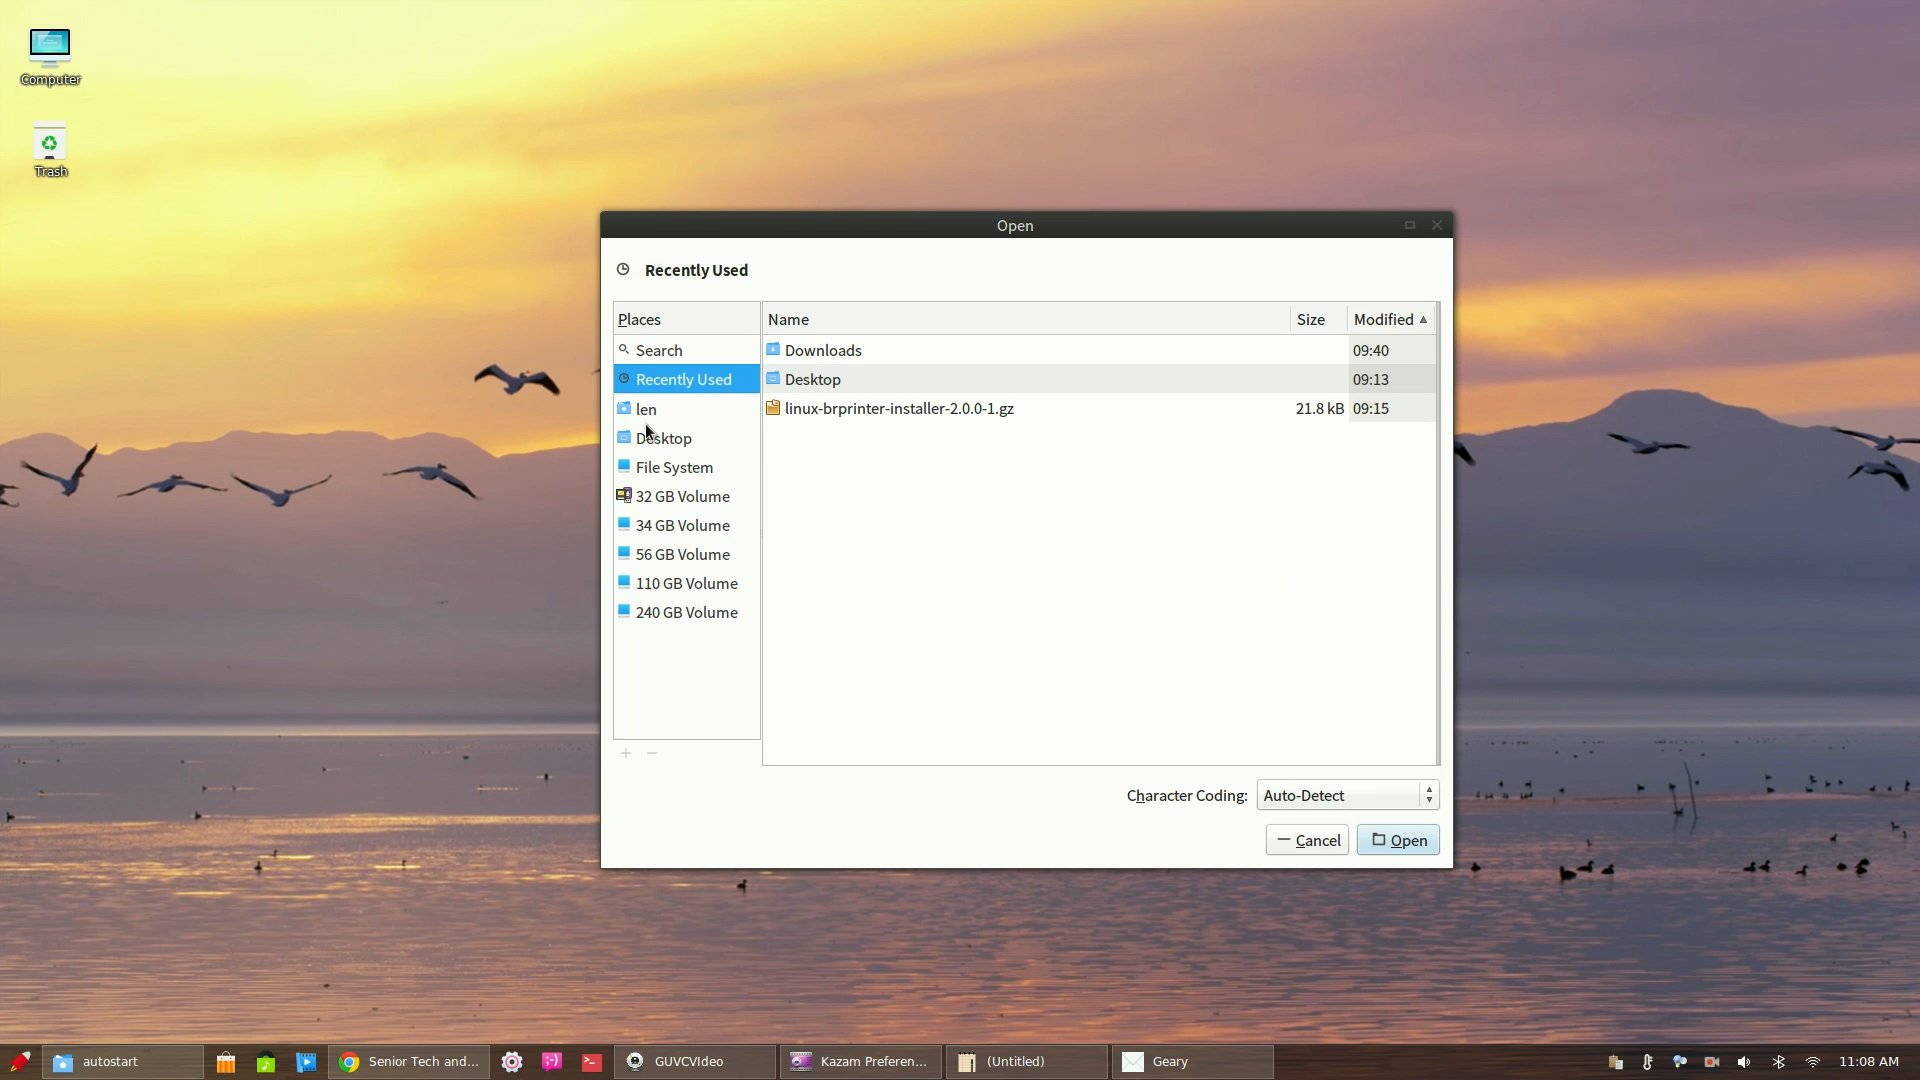 Computer
Trash
Open
Recently Used
Places
Name
Size
Modified
Search
Recently Used
len
Desktop
File System
32 GB Volume
34 GB Volume
56 GB Volume
110 GB Volume
240 GB Volume
Downloads
09:40
Desktop
09:13
linux-brprinter-installer-2.0.0-1.gz
21.8 kB
09:15
Character Coding:
Auto-Detect
Cancel
Open
autostart
Senior Tech and...
GUVCVIdeo
Kazam Preferen...
(Untitled)
Geary
11:08 AM